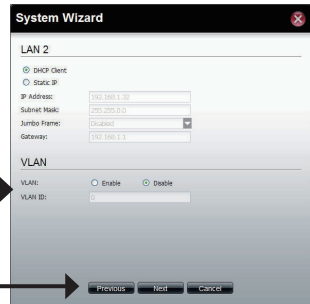 System Wizard
LAN 2
DHCP Client
Static IP
IP Address: 192.168.1.32
Subnet Mask: 255.255.0.0
Jumbo Frame: Disabled
Gateway: 192.168.1.1
VLAN
VLAN: Enable Disable
VLAN ID: 0
Previous Next Cancel